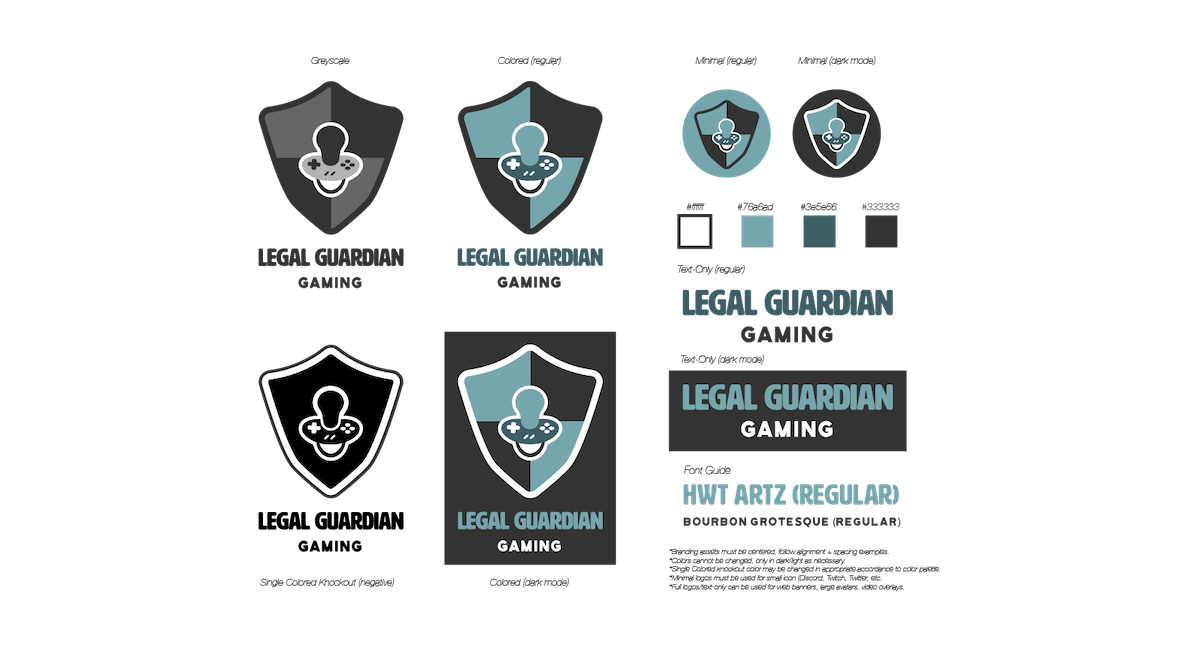 Greyscale
LEGAL GUARDIAN
GAMING
Colored (regular)
LEGAL GUARDIAN
GAMING
LEGAL GUARDIAN
GAMING
Single Colored Knockout (negative)
LEGAL GUARDIAN
GAMING
Colored (dark mode)
Minimal (regular)
Minimal (dark mode)
#ffffff
#76a6ad
#3e5e66
#333333
Text-Only (regular)
LEGAL GUARDIAN
GAMING
Text-Only (dark mode)
LEGAL GUARDIAN
GAMING
Font Guide
HWT ARTZ (REGULAR)
BOURBON GROTESQUE (REGULAR)
*Branding assets must be centered, follow alignment + spacing examples.
*Colors cannot be changed, only in dark/light as necessary.
*Single Colored knockout color may be changed in appropriate accordance to color palette.
*Minimal logos must be used for small icon (Discord, Twitch, Twitter, etc.
*Full logos/text-only can be used for web banners, large avatars, video overlays.